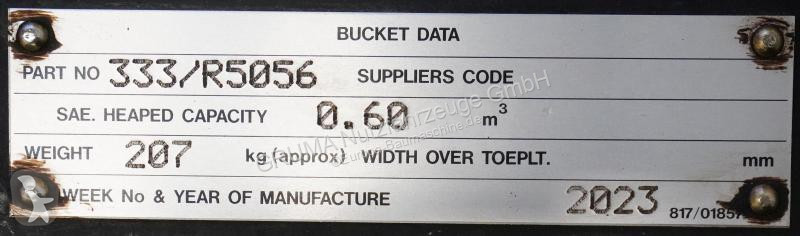 BUCKET DATA
PART NO 333/R5056 SUPPLIERS CODE
SAE. HEAPED CAPACITY 0.60 m³
WEIGHT 207 kg (approx) WIDTH OVER TOEPLT. mm
WEEK No & YEAR OF MANUFACTURE 2023 817/01857
GRUMA Nutzfahrzeuge GmbH